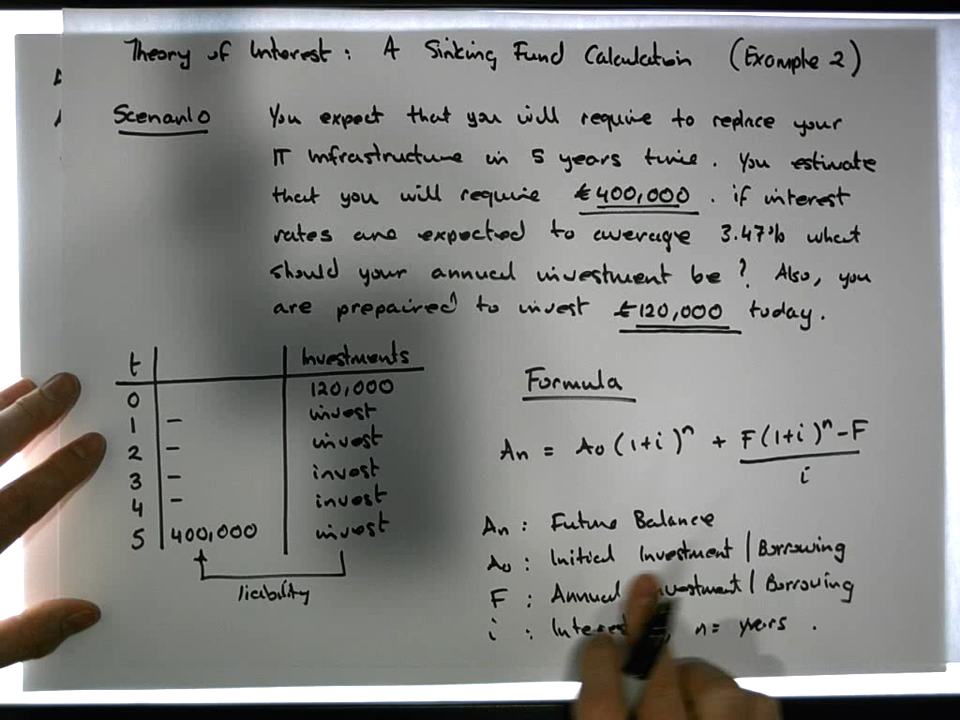 Theory of Interest: A Sinking Fund Calculation (Example 2)
Scenario
You expect that you will require to replace your
IT infrastructure in 5 years time. You estimate
that you will require €400,000. if interest
rates are expected to average 3.47% what
should your annual investment be? Also, you
are prepaired to invest €120,000 today.
t Investments
0 120,000
1 - invest
2 - invest
3 - invest
4 - invest
5 400,000 invest
liability
Formula
An = A0(1+i)^n + F(1+i)^n-F
i
An: Future Balance
A0: Initial Investment | Borrowing
F: Annual Investment | Borrowing
i: n= years.